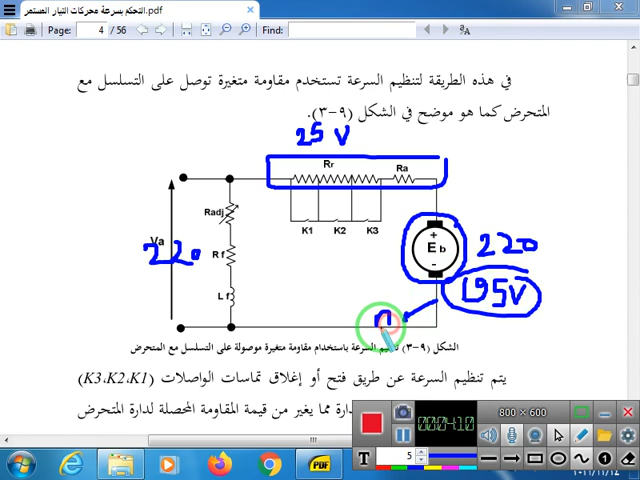 التحكم بسرعة محركات التيار المستمر.pdf
Page: 4 / 56 Find:
في هذه الطريقة لتنظيم السرعة تستخدم مقاومة متغيرة توصل على التسلسل مع
المتحرض كما هو موضح في الشكل (٩-٣).
25 V
Rr Ra
K1 K2 K3
Radj
Va
220
Rf
Lf
+
Eb
-
220
195V
n
الشكل (٩-٣) تنظيم السرعة باستخدام مقاومة متغيرة موصولة على التسلسل مع المتحرض
يتم تنظيم السرعة عن طريق فتح أو إغلاق تماسات الواصلات (K3،K2،K1)
دارة مما يغير من قيمة المقاومة المحصلة لدارة المتحرض
800 × 600
T 5
PDF